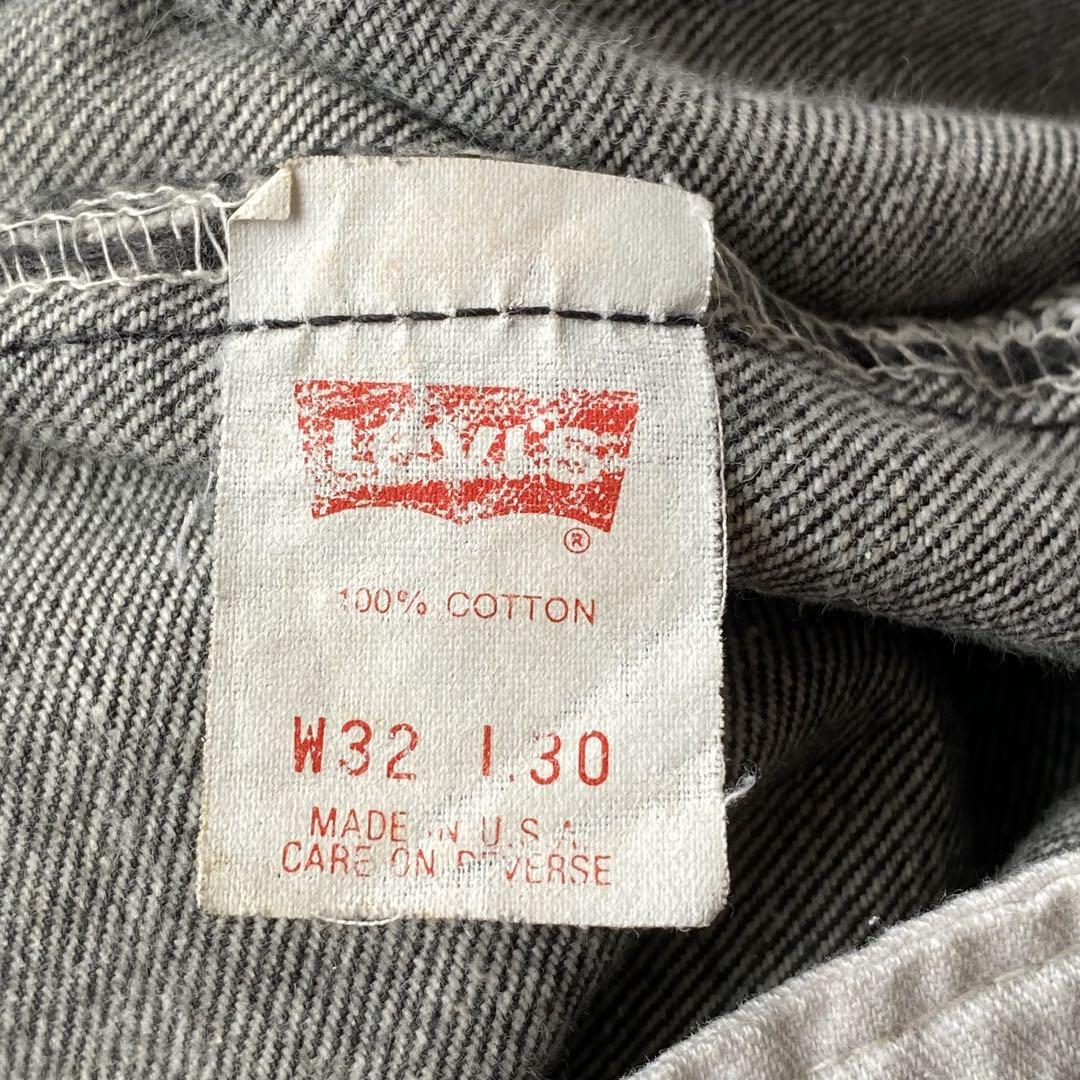 Levi's
®
100% COTTON
W32 L30
MADE IN U.S.A.
CARE ON REVERSE